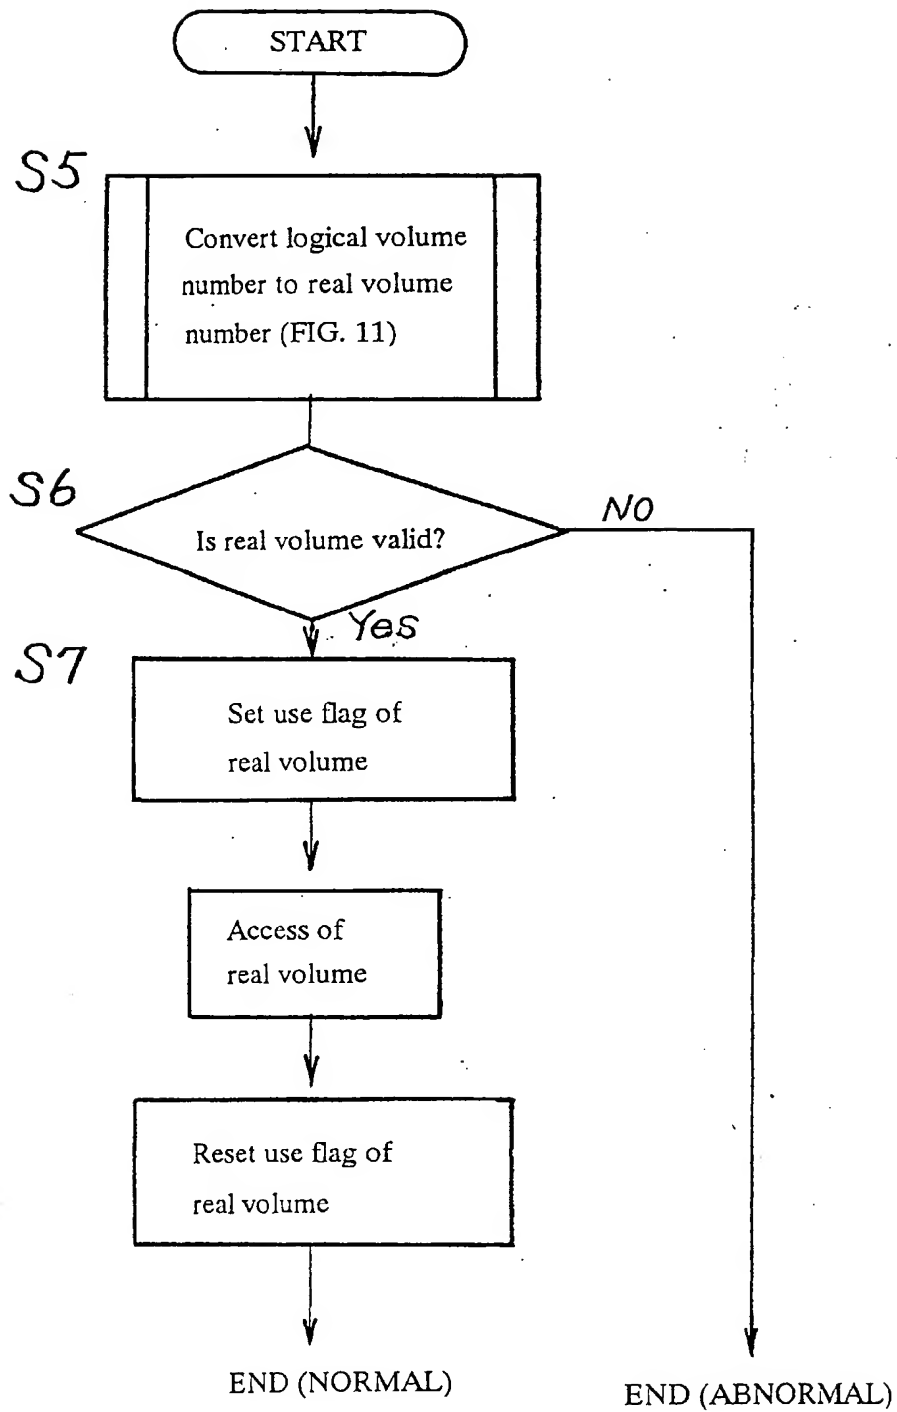 START
S5
Convert logical volume
number to real volume
number (FIG. 11)
S6
Is real volume valid?
NO
Yes
S7
Set use flag of
real volume
Access of
real volume
Reset use flag of
real volume
END (NORMAL)
END (ABNORMAL)